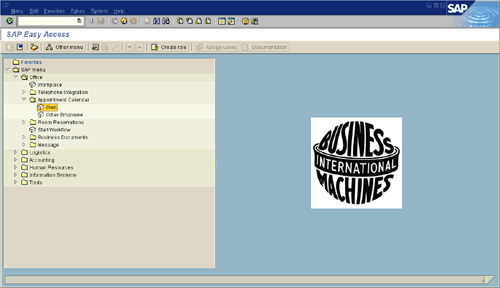 Menu Edit Favorites Extras System Help
SAP
SAP Easy Access
Other menu Create role Assign users Documentation
Favorites
SAP menu
Office
Workplace
Telephone Integration
Appointment Calendar
Own
Other Employee
Room Reservations
Start Workflow
Business Documents
Message
Logistics
Accounting
Human Resources
Information Systems
Tools
BUSINESS
INTERNATIONAL
MACHINES